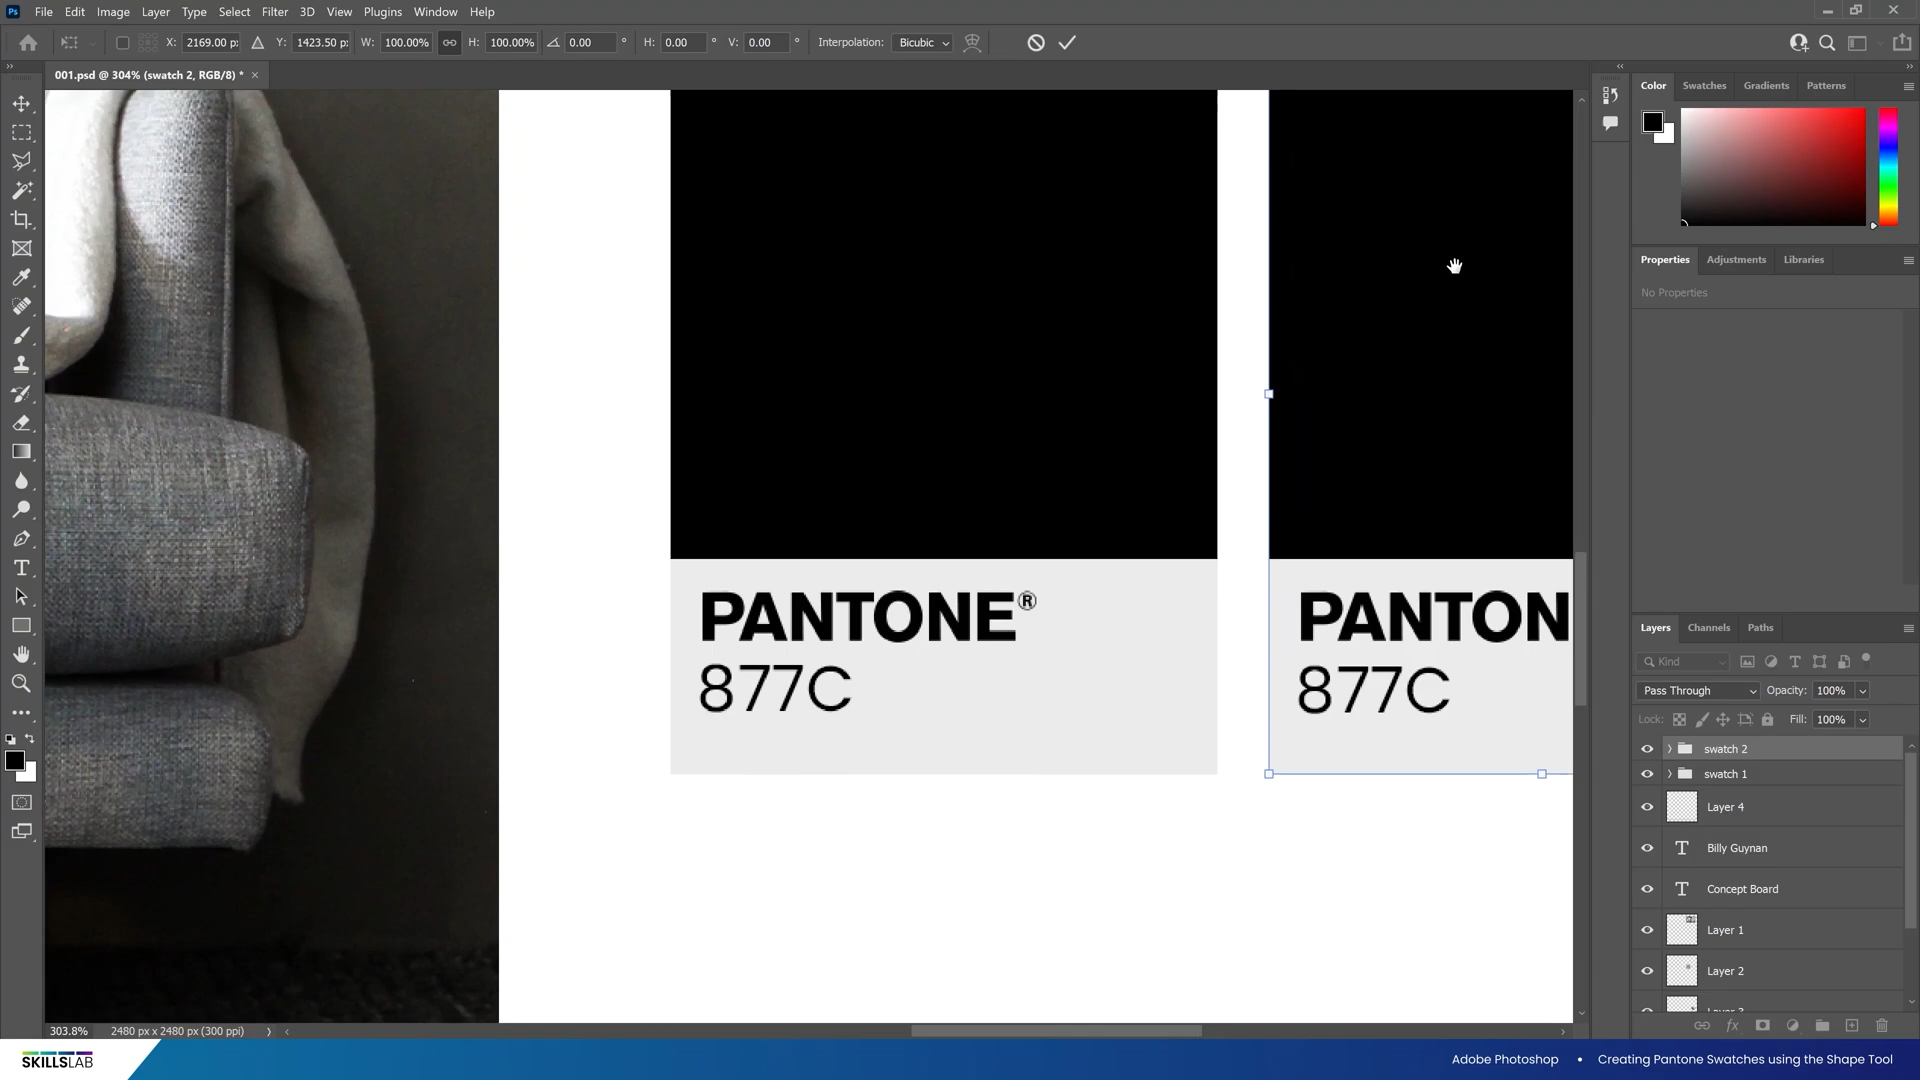 Ps File Edit Image Layer Type Select Filter 3D View Plugins Window Help
X: 2169.00 px Y: 1423.50 px W: 100.00% H: 100.00% 0.00 ° H: 0.00 ° V: 0.00 ° Interpolation: Bicubic
001.psd @ 304% (swatch 2, RGB/8) * ×
Color Swatches Gradients Patterns
Properties Adjustments Libraries
No Properties
PANTONE®
877C
PANTON
877C
Layers Channels Paths
Kind
Pass Through Opacity: 100%
Lock: Fill: 100%
swatch 2
swatch 1
Layer 4
T Billy Guynan
T Concept Board
Layer 1
Layer 2
303.8% 2480 px x 2480 px (300 ppi)
SKILLSLAB
Adobe Photoshop • Creating Pantone Swatches using the Shape Tool